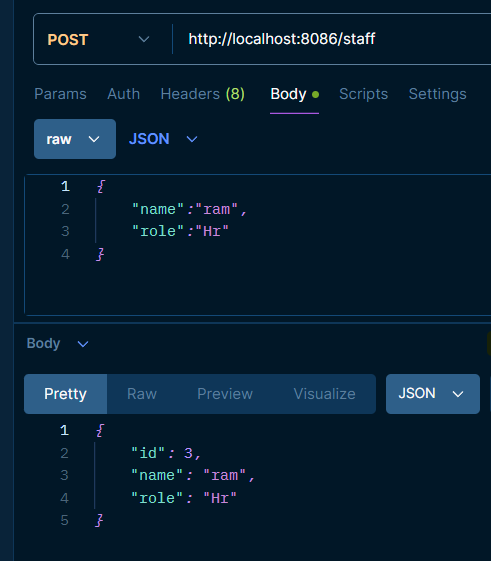 POST http://localhost:8086/staff
Params Auth Headers (8) Body Scripts Settings
raw JSON
1 {
2 "name":"ram",
3 "role":"Hr"
4 }
Body
Pretty Raw Preview Visualize JSON
1 {
2 "id": 3,
3 "name": "ram",
4 "role": "Hr"
5 }